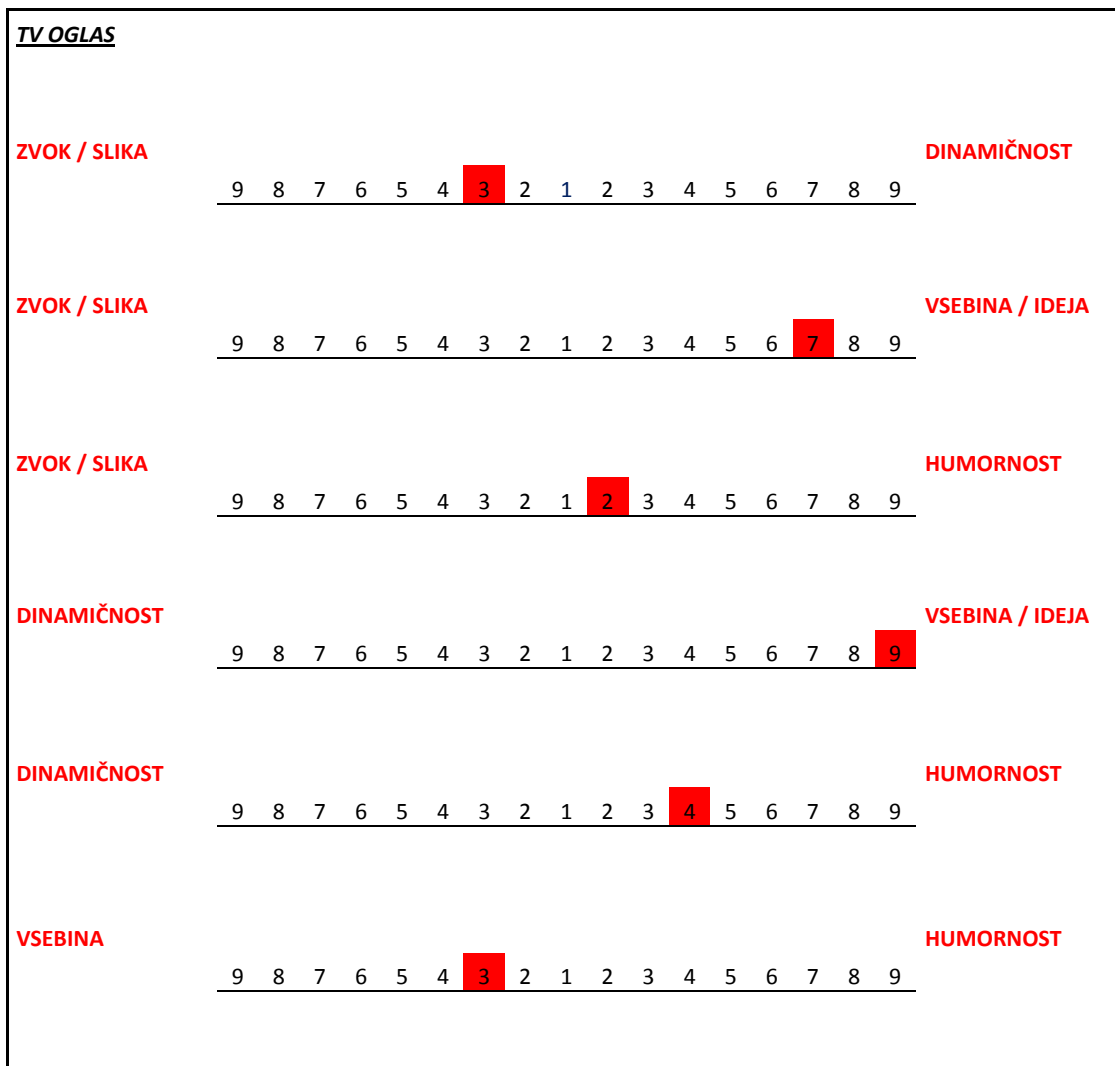 TV OGLAS
ZVOK / SLIKA DINAMIČNOST
9 8 7 6 5 4 3 2 1 2 3 4 5 6 7 8 9
ZVOK / SLIKA VSEBINA / IDEJA
9 8 7 6 5 4 3 2 1 2 3 4 5 6 7 8 9
ZVOK / SLIKA HUMORNOST
9 8 7 6 5 4 3 2 1 2 3 4 5 6 7 8 9
DINAMIČNOST VSEBINA / IDEJA
9 8 7 6 5 4 3 2 1 2 3 4 5 6 7 8 9
DINAMIČNOST HUMORNOST
9 8 7 6 5 4 3 2 1 2 3 4 5 6 7 8 9
VSEBINA HUMORNOST
9 8 7 6 5 4 3 2 1 2 3 4 5 6 7 8 9